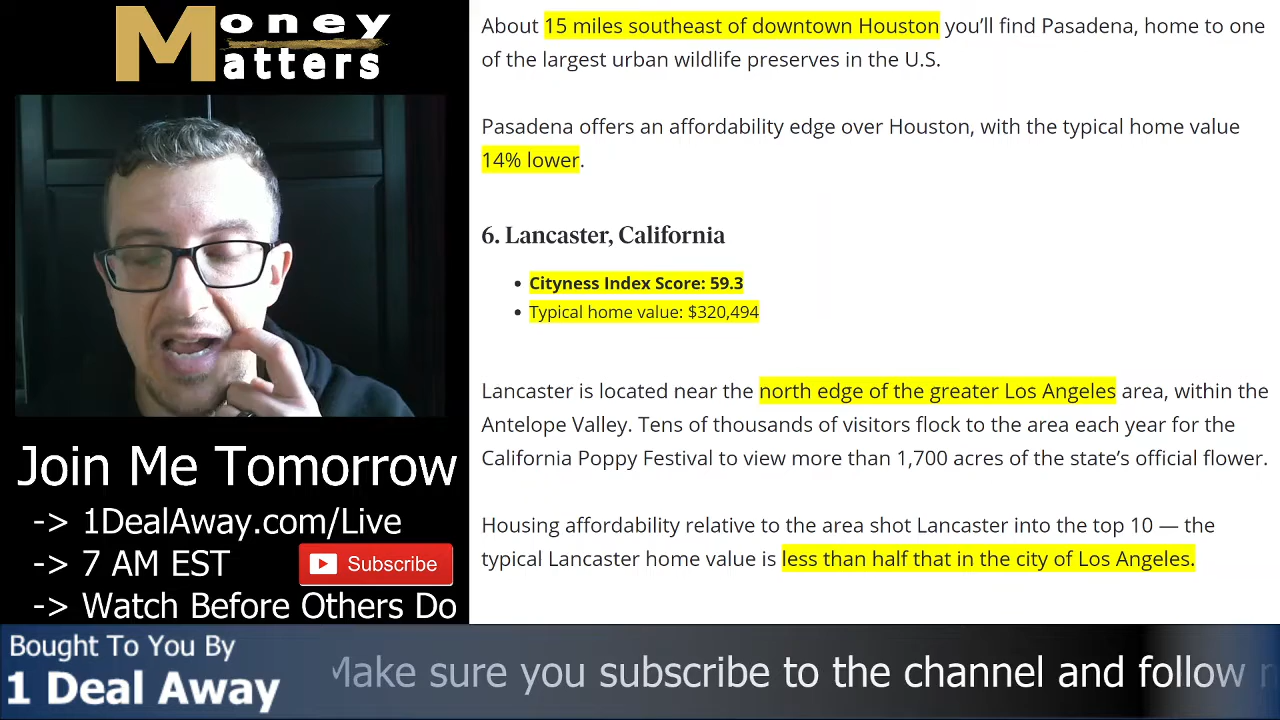 Money
Matters
Join Me Tomorrow
-> 1DealAway.com/Live
-> 7 AM EST
Subscribe
-> Watch Before Others Do
About 15 miles southeast of downtown Houston you'll find Pasadena, home to one
of the largest urban wildlife preserves in the U.S.
Pasadena offers an affordability edge over Houston, with the typical home value
14% lower.
6. Lancaster, California
• Cityness Index Score: 59.3
• Typical home value: $320,494
Lancaster is located near the north edge of the greater Los Angeles area, within the
Antelope Valley. Tens of thousands of visitors flock to the area each year for the
California Poppy Festival to view more than 1,700 acres of the state's official flower.
Housing affordability relative to the area shot Lancaster into the top 10 — the
typical Lancaster home value is less than half that in the city of Los Angeles.
Bought To You By
1 Deal Away
Make sure you subscribe to the channel and follow